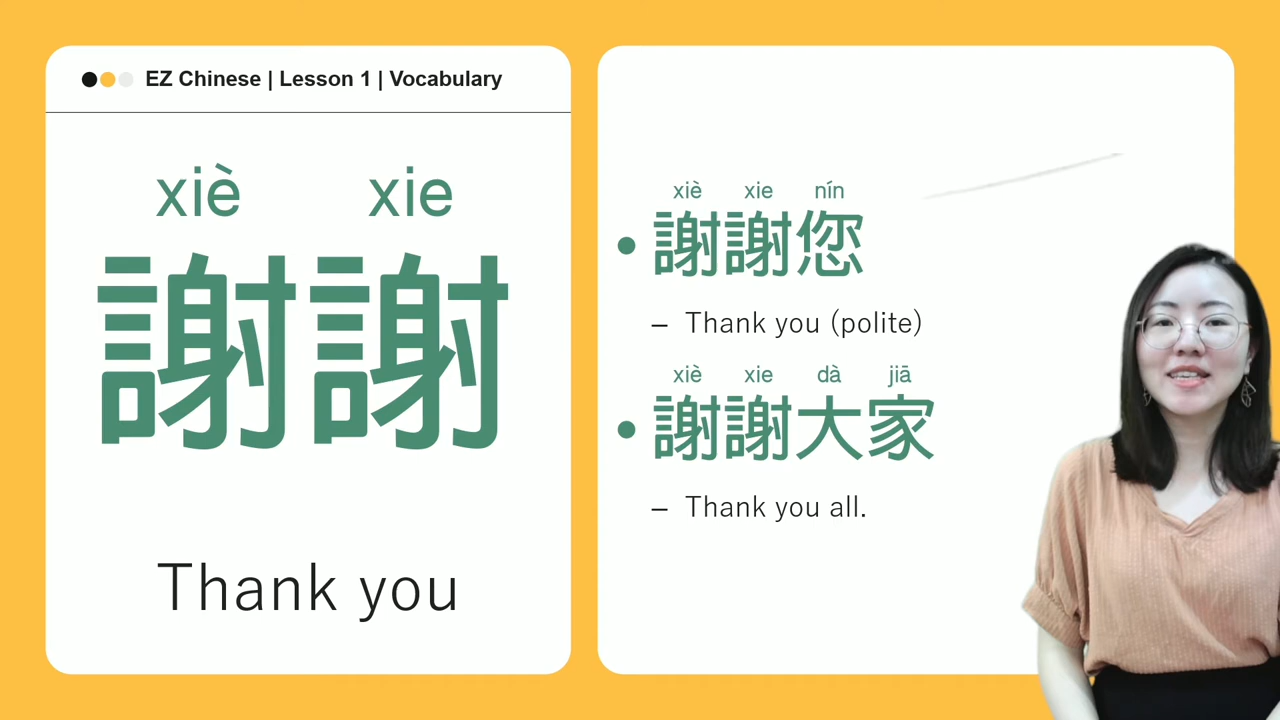 EZ Chinese | Lesson 1 | Vocabulary
xiè xie
謝謝
Thank you
xiè xie nín
• 謝謝您
– Thank you (polite)
xiè xie dà jiā
• 謝謝大家
– Thank you all.